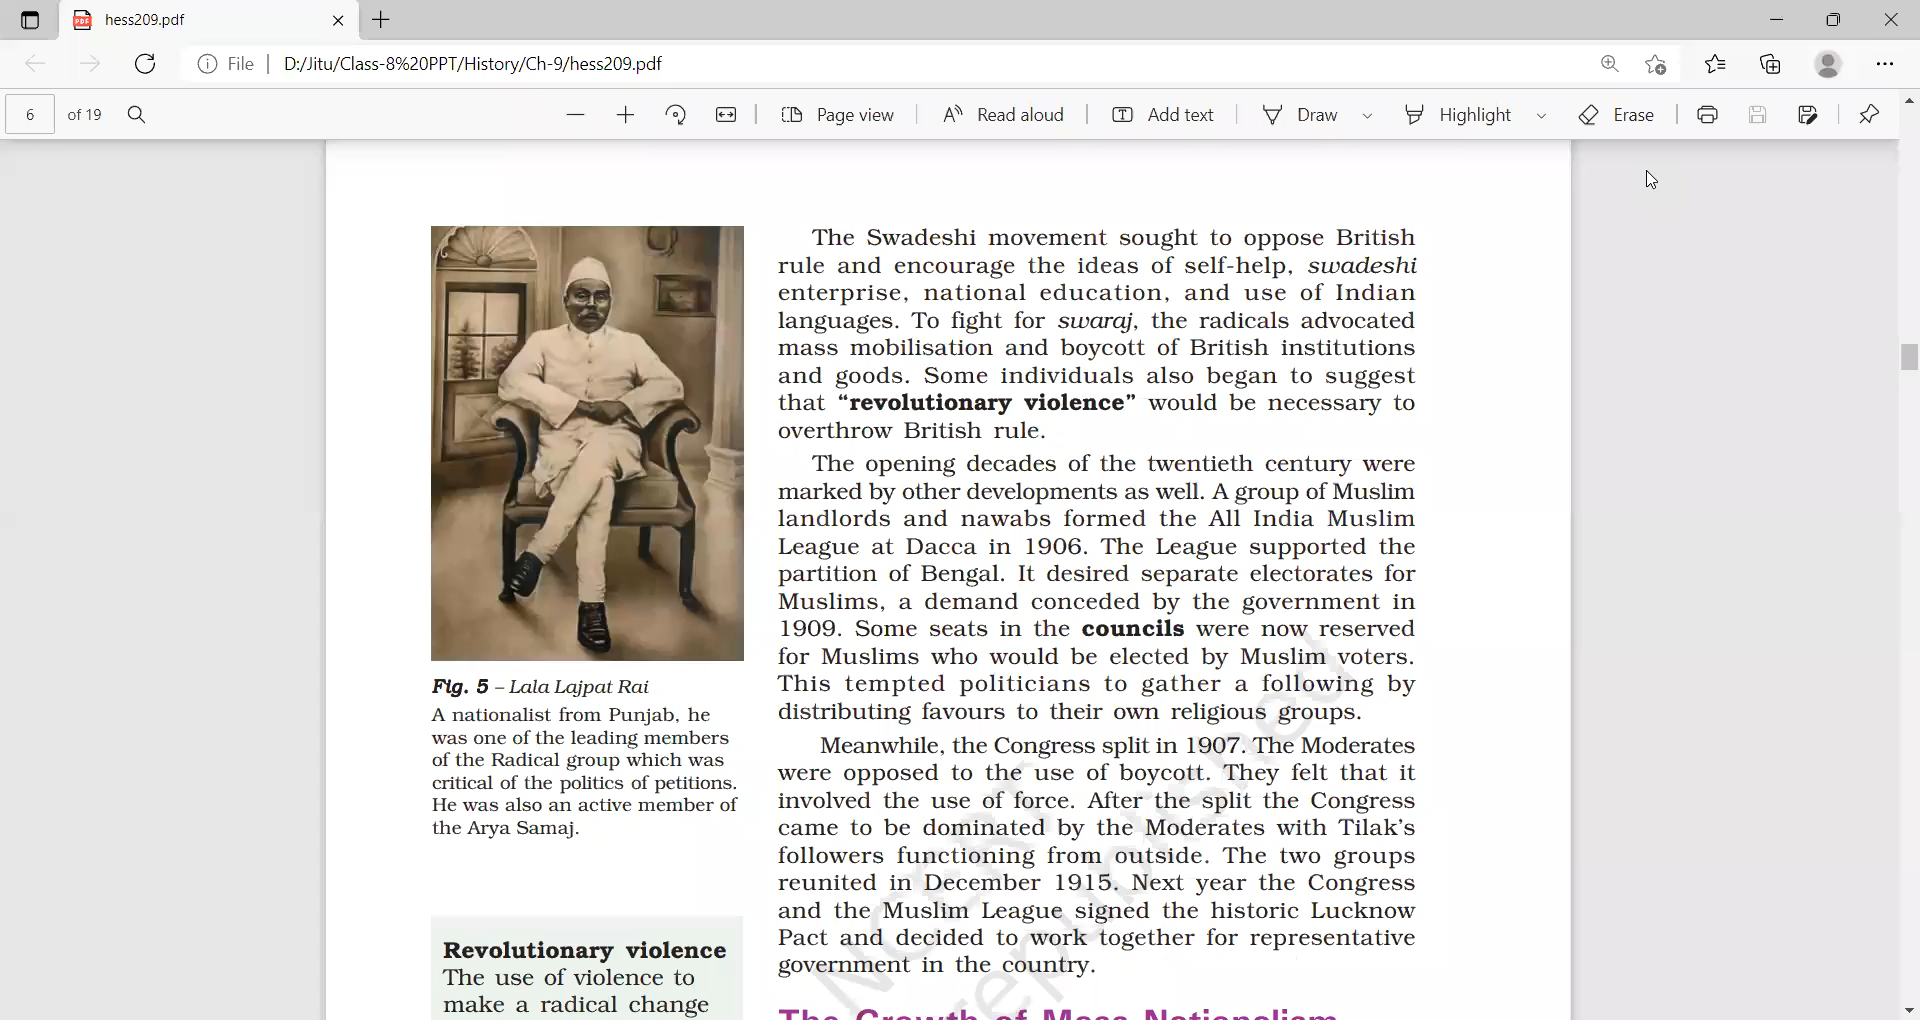 hess209.pdf
File D:/Jitu/Class-8%20PPT/History/Ch-9/hess209.pdf
6 of 19 Page view Read aloud Add text Draw Highlight Erase
Fig. 5 – Lala Lajpat Rai
A nationalist from Punjab, he
was one of the leading members
of the Radical group which was
critical of the politics of petitions.
He was also an active member of
the Arya Samaj.
Revolutionary violence
The use of violence to
make a radical change
The Swadeshi movement sought to oppose British
rule and encourage the ideas of self-help, swadeshi
enterprise, national education, and use of Indian
languages. To fight for swaraj, the radicals advocated
mass mobilisation and boycott of British institutions
and goods. Some individuals also began to suggest
that “revolutionary violence” would be necessary to
overthrow British rule.
The opening decades of the twentieth century were
marked by other developments as well. A group of Muslim
landlords and nawabs formed the All India Muslim
League at Dacca in 1906. The League supported the
partition of Bengal. It desired separate electorates for
Muslims, a demand conceded by the government in
1909. Some seats in the councils were now reserved
for Muslims who would be elected by Muslim voters.
This tempted politicians to gather a following by
distributing favours to their own religious groups.
Meanwhile, the Congress split in 1907. The Moderates
were opposed to the use of boycott. They felt that it
involved the use of force. After the split the Congress
came to be dominated by the Moderates with Tilak’s
followers functioning from outside. The two groups
reunited in December 1915. Next year the Congress
and the Muslim League signed the historic Lucknow
Pact and decided to work together for representative
government in the country.
The Growth of Mass Nationalism
NCERT
republished